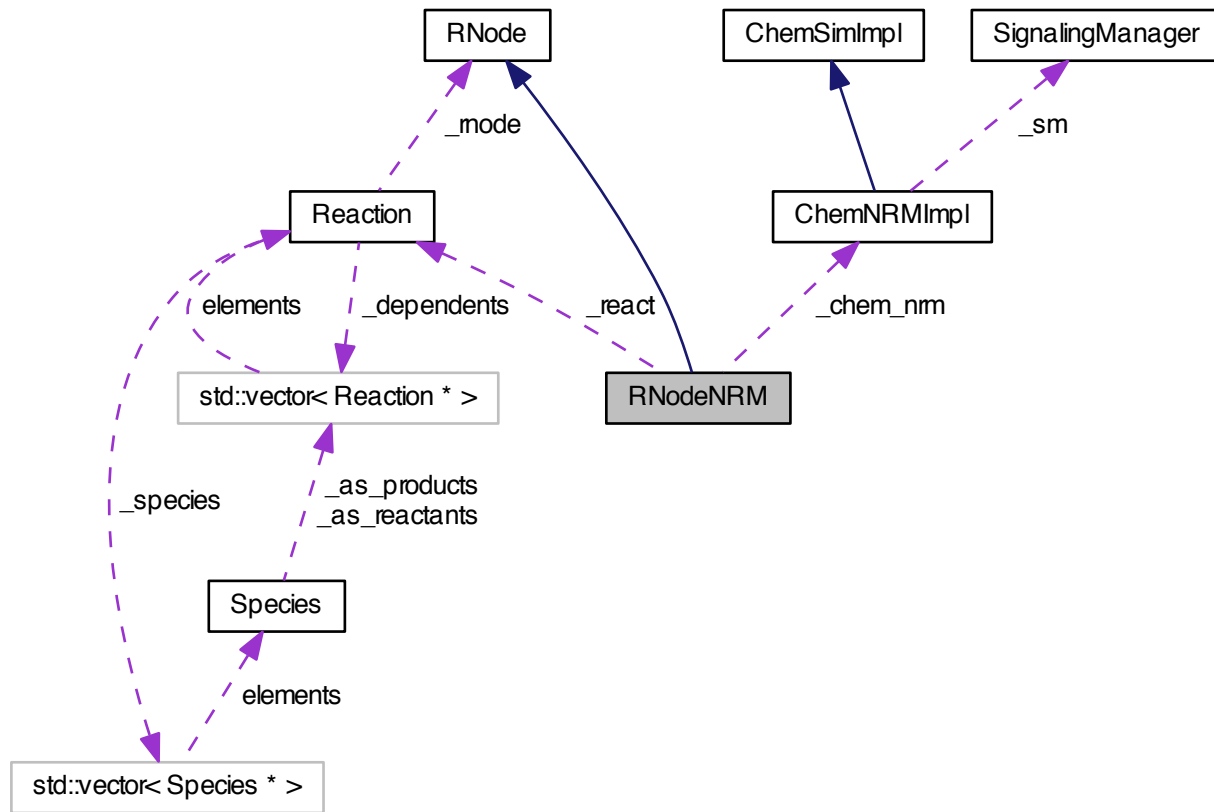 RNode
ChemSimImpl
SignalingManager
_rnode
_sm
Reaction
ChemNRMImpl
elements
_dependents
_react
_chem_nrm
std::vector< Reaction * >
RNodeNRM
_species
_as_products
_as_reactants
Species
elements
std::vector< Species * >